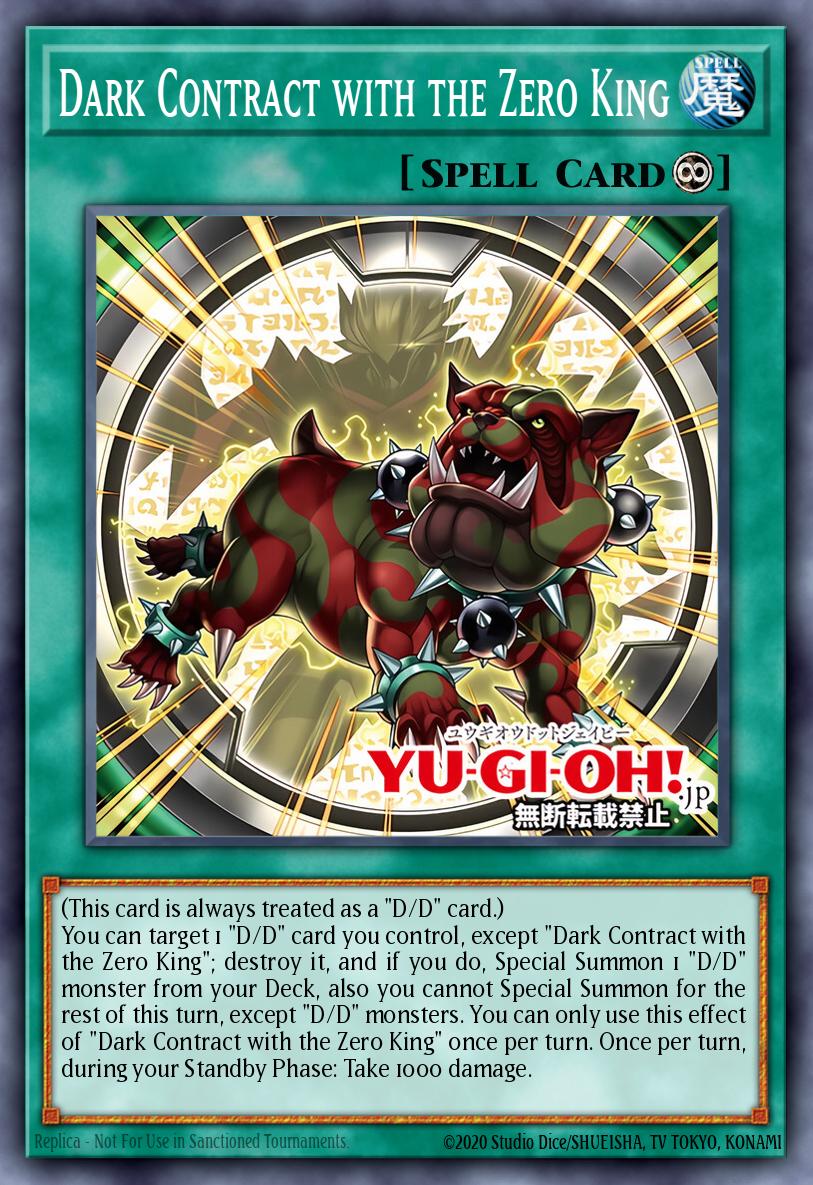 DARK CONTRACT WITH THE ZERO KING
SPELL
魔
[SPELL CARD∞]
ユウギオウドットジェイピー
YU-GI-OH!.jp
無断転載禁止
(This card is always treated as a "D/D" card.)
You can target 1 "D/D" card you control, except "Dark Contract with
the Zero King"; destroy it, and if you do, Special Summon 1 "D/D"
monster from your Deck, also you cannot Special Summon for the
rest of this turn, except "D/D" monsters. You can only use this effect
of "Dark Contract with the Zero King" once per turn. Once per turn,
during your Standby Phase: Take 1000 damage.
Replica - Not For Use in Sanctioned Tournaments.
©2020 Studio Dice/SHUEISHA, TV TOKYO, KONAMI